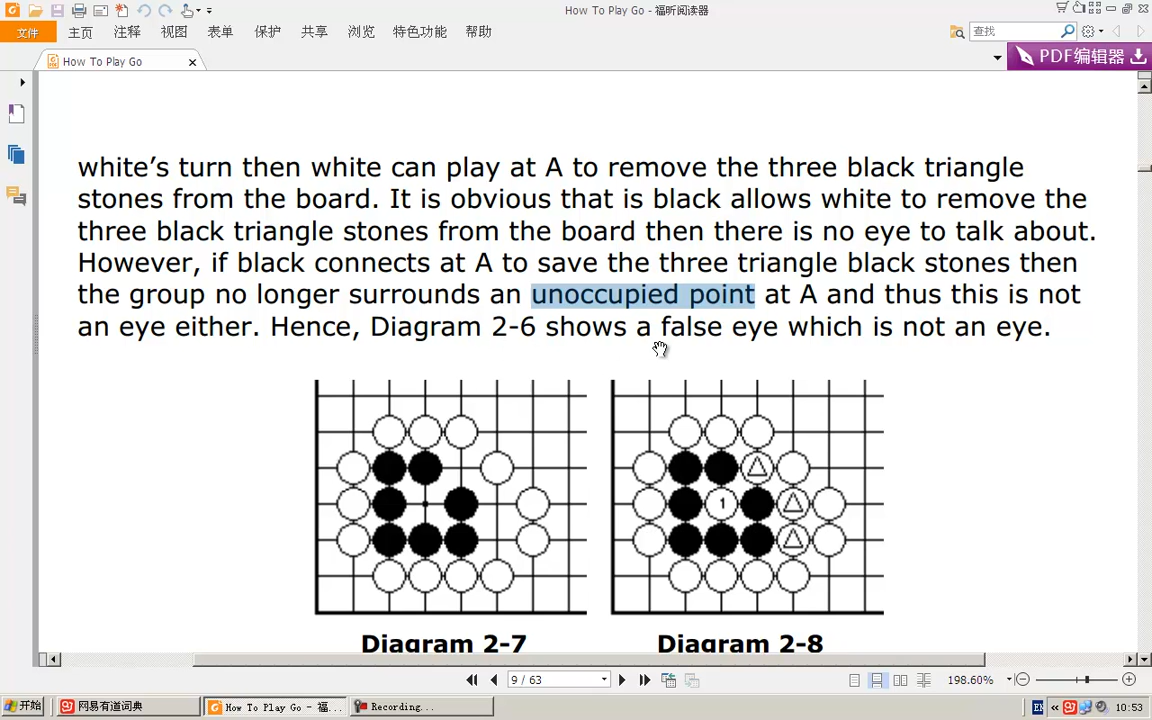 How To Play Go - 福昕阅读器
文件 主页 注释 视图 表单 保护 共享 浏览 特色功能 帮助
查找
How To Play Go
PDF编辑器
white’s turn then white can play at A to remove the three black triangle
stones from the board. It is obvious that is black allows white to remove the
three black triangle stones from the board then there is no eye to talk about.
However, if black connects at A to save the three triangle black stones then
the group no longer surrounds an unoccupied point at A and thus this is not
an eye either. Hence, Diagram 2-6 shows a false eye which is not an eye.
1
Diagram 2-7 Diagram 2-8
9 / 63
198.60%
开始 网易有道词典 How To Play Go - 福... Recording... EN 10:53